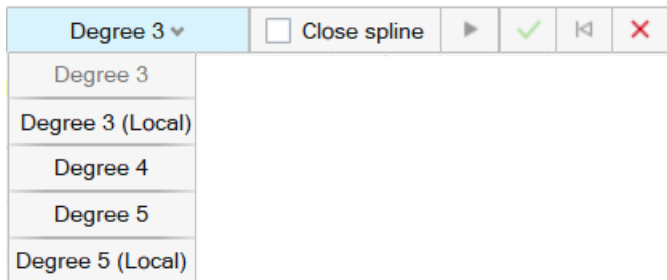 Degree 3 Close spline
Degree 3
Degree 3 (Local)
Degree 4
Degree 5
Degree 5 (Local)